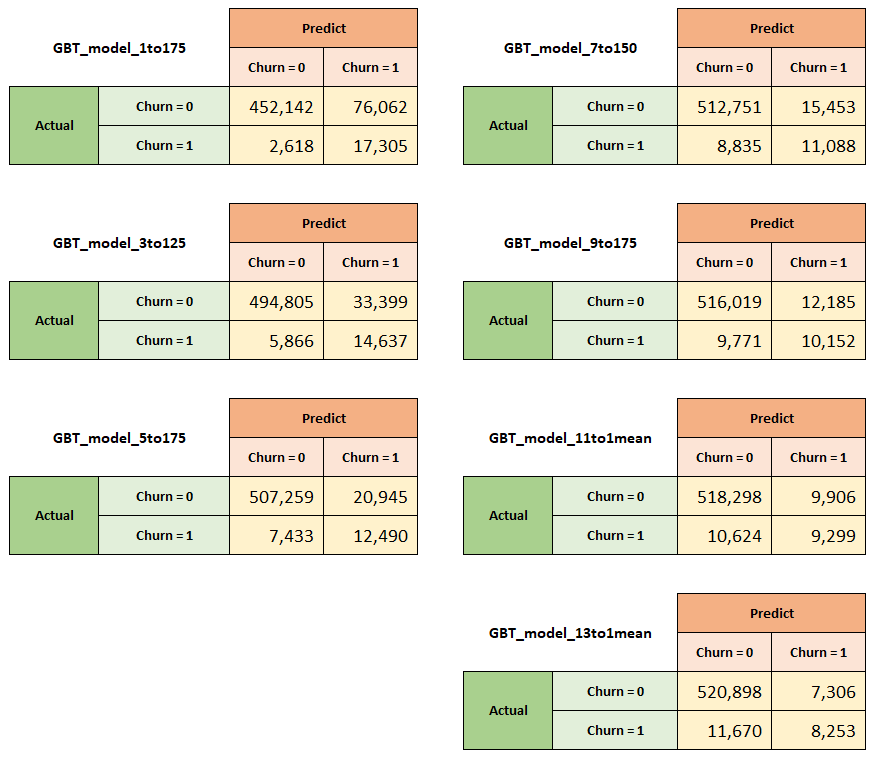 Predict
GBT_model_1to175
Churn = 0 Churn = 1
Actual
Churn = 0 452,142 76,062
Churn = 1 2,618 17,305
Predict
GBT_model_7to150
Churn = 0 Churn = 1
Actual
Churn = 0 512,751 15,453
Churn = 1 8,835 11,088
Predict
GBT_model_3to125
Churn = 0 Churn = 1
Actual
Churn = 0 494,805 33,399
Churn = 1 5,866 14,637
Predict
GBT_model_9to175
Churn = 0 Churn = 1
Actual
Churn = 0 516,019 12,185
Churn = 1 9,771 10,152
Predict
GBT_model_5to175
Churn = 0 Churn = 1
Actual
Churn = 0 507,259 20,945
Churn = 1 7,433 12,490
Predict
GBT_model_11to1mean
Churn = 0 Churn = 1
Actual
Churn = 0 518,298 9,906
Churn = 1 10,624 9,299
Predict
GBT_model_13to1mean
Churn = 0 Churn = 1
Actual
Churn = 0 520,898 7,306
Churn = 1 11,670 8,253